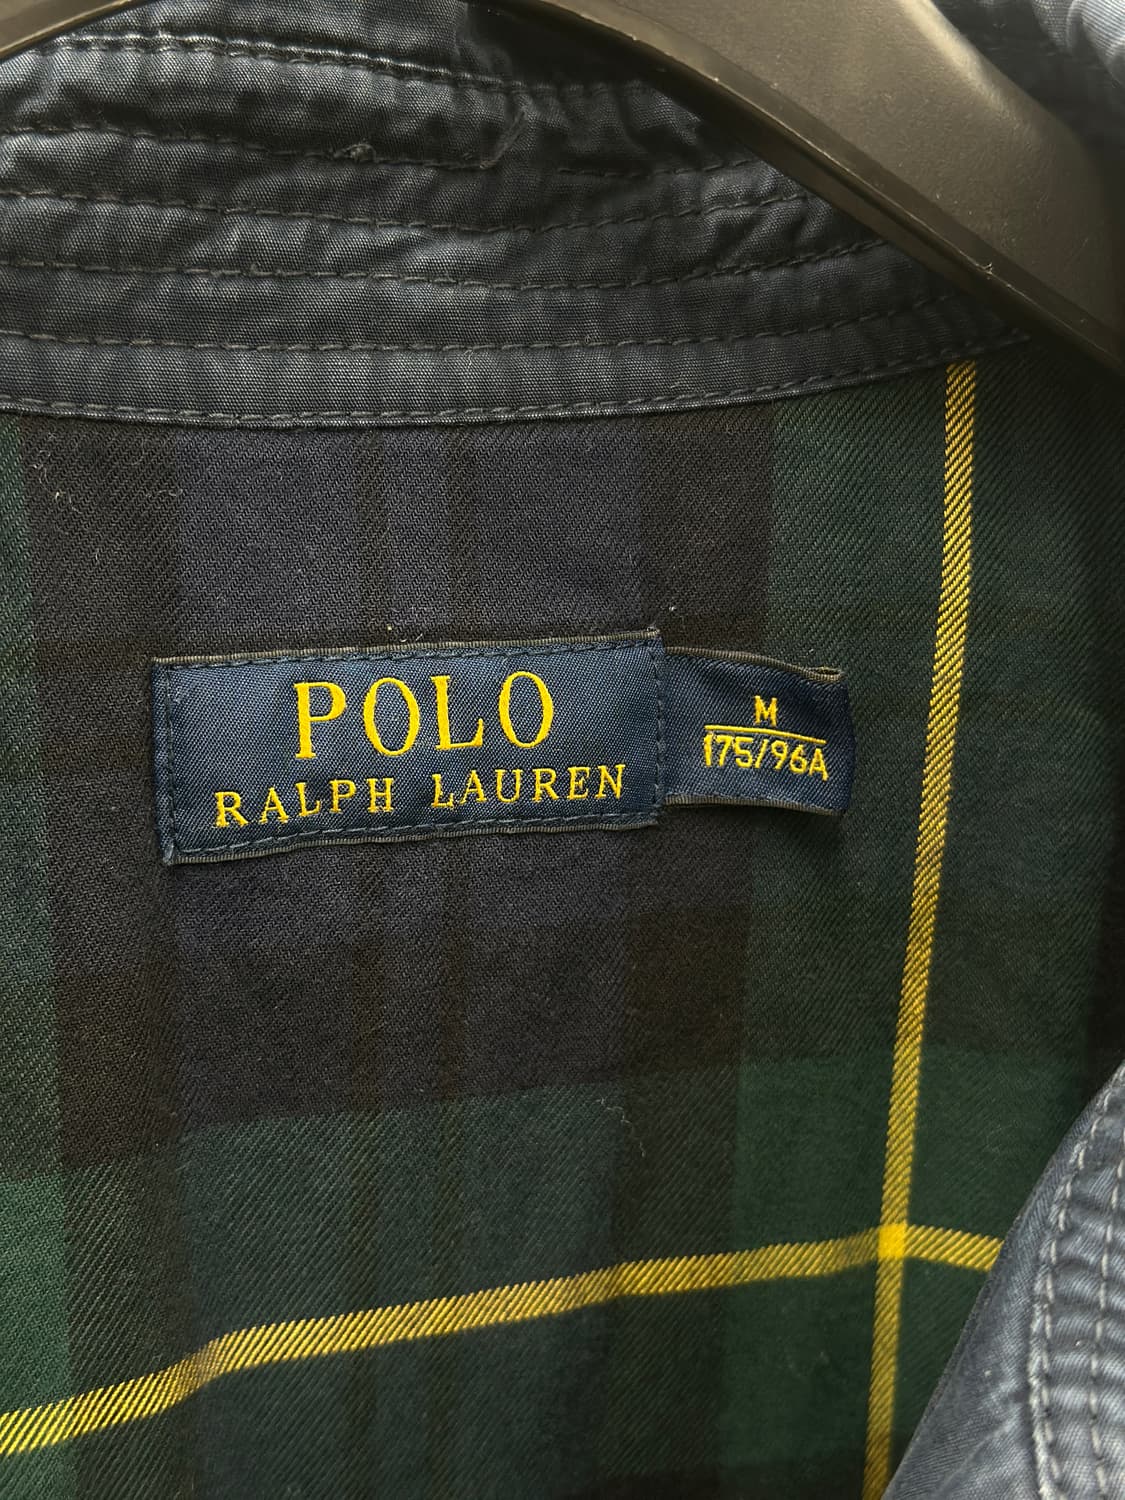 POLO
RALPH LAUREN
M
175/96A